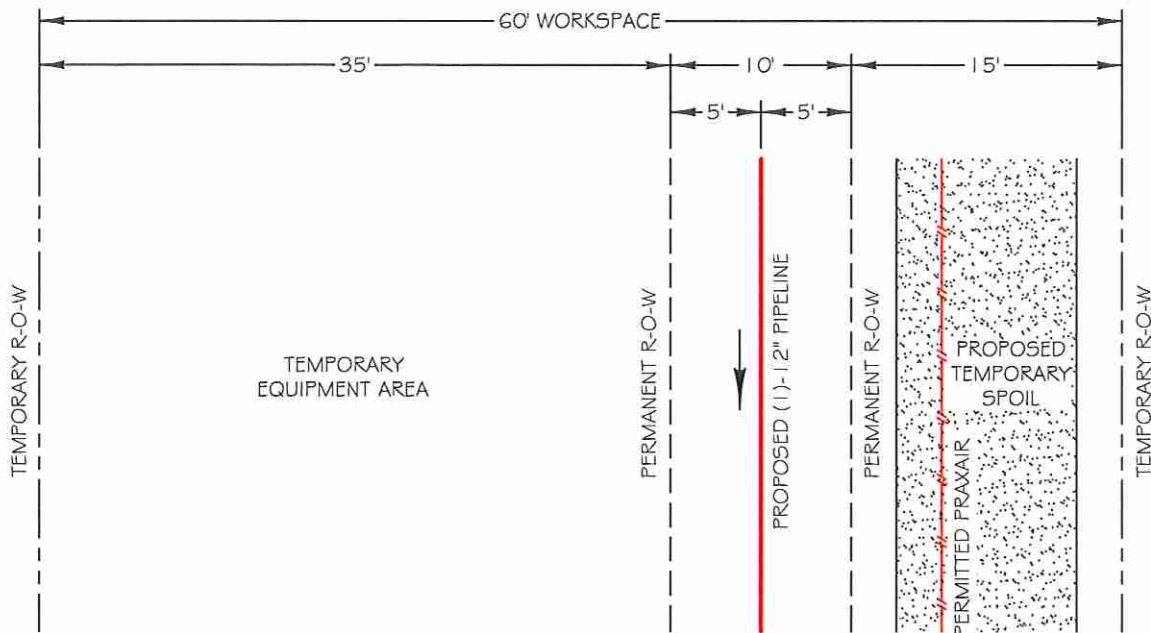 60' WORKSPACE
35'
10'
15'
5'
5'
TEMPORARY R-O-W
TEMPORARY
EQUIPMENT AREA
PERMANENT R-O-W
PROPOSED (1)-12" PIPELINE
PERMANENT R-O-W
PERMITTED PRAXAIR
PROPOSED
TEMPORARY
SPOIL
TEMPORARY R-O-W